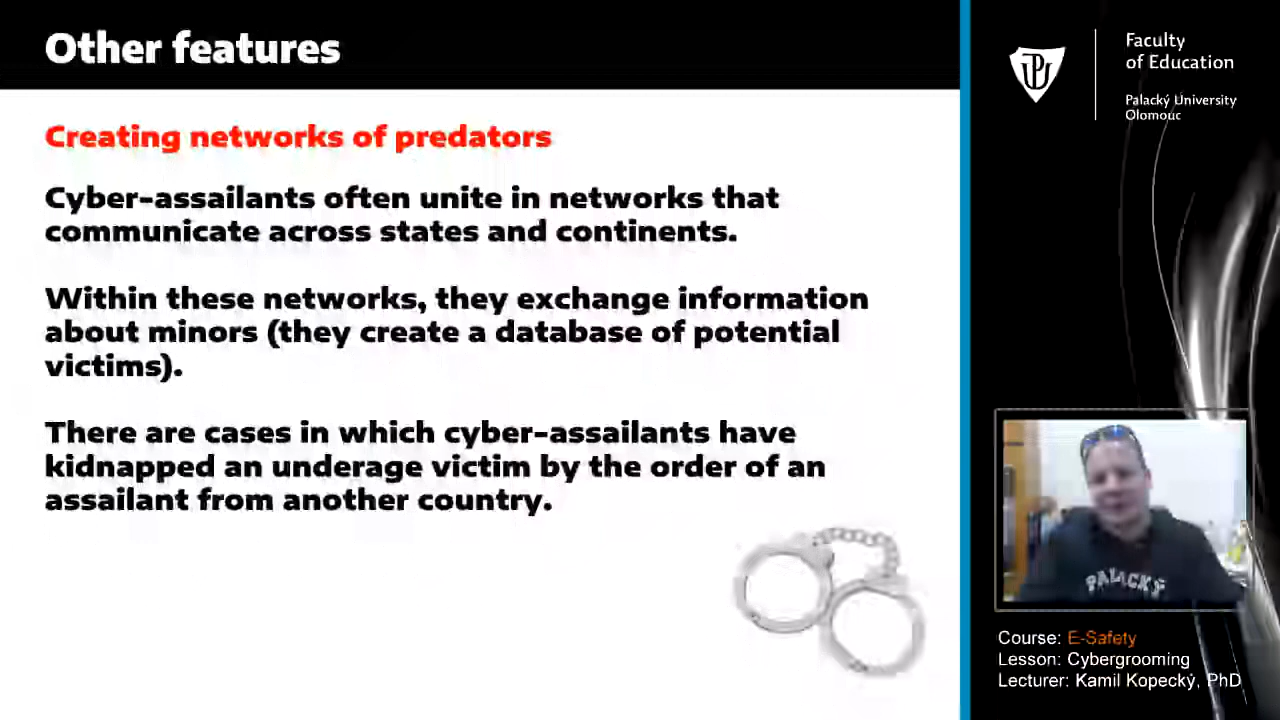 Other features
Creating networks of predators
Cyber-assailants often unite in networks that
communicate across states and continents.
Within these networks, they exchange information
about minors (they create a database of potential
victims).
There are cases in which cyber-assailants have
kidnapped an underage victim by the order of an
assailant from another country.
Faculty
of Education
Palacký University
Olomouc
UP
PALACKÝ
Course: E-Safety
Lesson: Cybergrooming
Lecturer: Kamil Kopecký, PhD